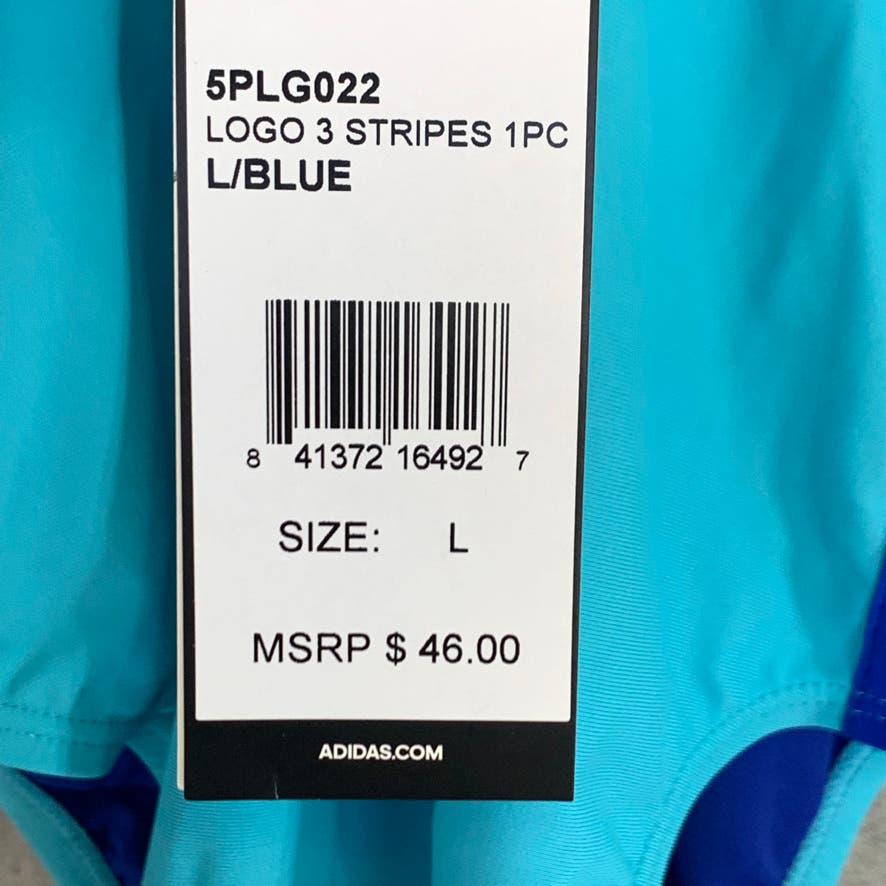 5PLG022
LOGO 3 STRIPES 1PC
L/BLUE
8 41372 16492 7
SIZE: L
MSRP $ 46.00
ADIDAS.COM